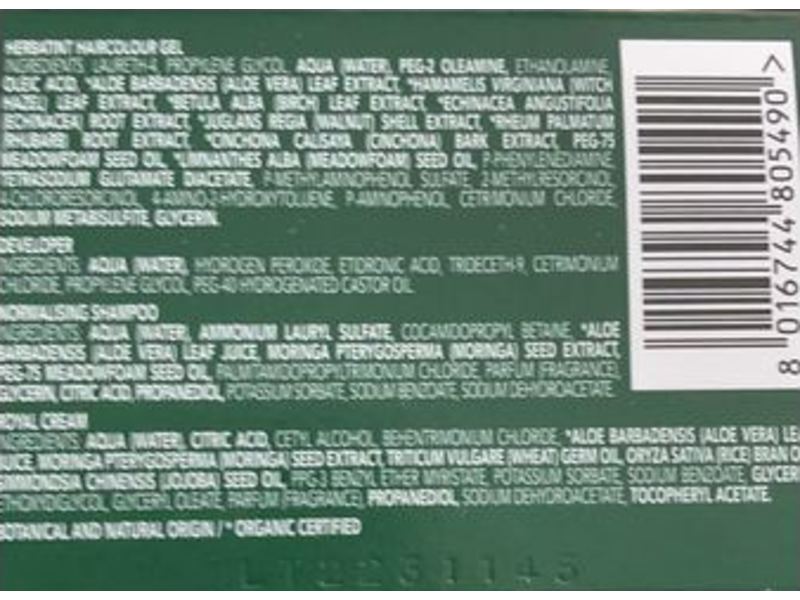 HERBATINT HAIRCOLOUR GEL
INGREDIENTS: LAURETH-4, PROPYLENE GLYCOL, AQUA (WATER), PEG-2 OLEAMINE, ETHANOLAMINE,
OLEIC ACID, *ALOE BARBADENSIS (ALOE VERA) LEAF EXTRACT, *HAMAMELIS VIRGINIANA (WITCH
HAZEL) LEAF EXTRACT, *BETULA ALBA (BIRCH) LEAF EXTRACT, *ECHINACEA ANGUSTIFOLIA
(ECHINACEA) ROOT EXTRACT, *JUGLANS REGIA (WALNUT) SHELL EXTRACT, *RHEUM PALMATUM
(RHUBARB) ROOT EXTRACT, *CINCHONA CALISAYA (CINCHONA) BARK EXTRACT, PEG-75
MEADOWFOAM SEED OIL, *LIMNANTHES ALBA (MEADOWFOAM) SEED OIL, P-PHENYLENEDIAMINE,
TETRASODIUM GLUTAMATE DIACETATE, P-METHYLAMINOPHENOL SULFATE, 2-METHYLRESORCINOL,
4-CHLORORESORCINOL, 4-AMINO-2-HYDROXYTOLUENE, P-AMINOPHENOL, CETRIMONIUM CHLORIDE,
SODIUM METABISULFITE, GLYCERIN.
DEVELOPER
INGREDIENTS: AQUA (WATER), HYDROGEN PEROXIDE, ETIDRONIC ACID, TRIDECETH-9, CETRIMONIUM
CHLORIDE, PROPYLENE GLYCOL, PEG-40 HYDROGENATED CASTOR OIL.
NORMALISING SHAMPOO
INGREDIENTS: AQUA (WATER), AMMONIUM LAURYL SULFATE, COCAMIDOPROPYL BETAINE, *ALOE
BARBADENSIS (ALOE VERA) LEAF JUICE, MORINGA PTERYGOSPERMA (MORINGA) SEED EXTRACT,
PEG-75 MEADOWFOAM SEED OIL, PALMITAMIDOPROPYLTRIMONIUM CHLORIDE, PARFUM (FRAGRANCE),
GLYCERIN, CITRIC ACID, PROPANEDIOL, POTASSIUM SORBATE, SODIUM BENZOATE, SODIUM DEHYDROACETATE.
ROYAL CREAM
INGREDIENTS: AQUA (WATER), CITRIC ACID, CETYL ALCOHOL, BEHENTRIMONIUM CHLORIDE, *ALOE BARBADENSIS (ALOE VERA) LEA
JUICE, MORINGA PTERYGOSPERMA (MORINGA) SEED EXTRACT, TRITICUM VULGARE (WHEAT) GERM OIL, ORYZA SATIVA (RICE) BRAN O
SIMMONDSIA CHINENSIS (JOJOBA) SEED OIL, PPG-3 BENZYL ETHER MYRISTATE, POTASSIUM SORBATE, SODIUM BENZOATE, GLYCER
ETHOXYDIGLYCOL, GLYCERYL OLEATE, PARFUM (FRAGRANCE), PROPANEDIOL, SODIUM DEHYDROACETATE, TOCOPHERYL ACETATE.
BOTANICAL AND NATURAL ORIGIN / * ORGANIC CERTIFIED
8 016744 805490 >